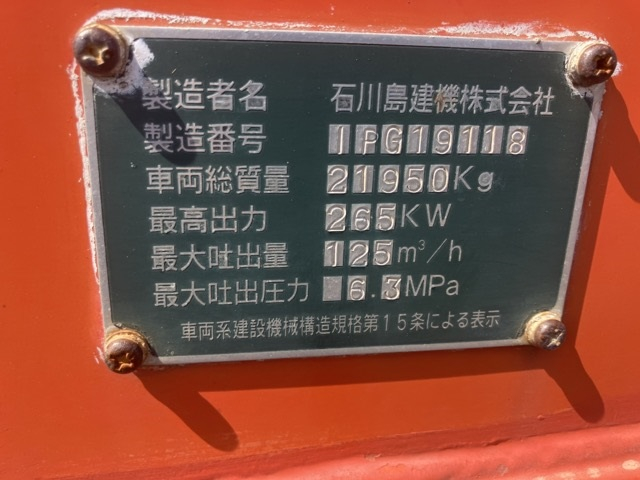 製造者名 石川島建機株式会社
製造番号 1PG19118
車両総質量 21950Kg
最高出力 265KW
最大吐出量 125m³/h
最大吐出圧力 6.3MPa
車両系建設機械構造規格第15条による表示